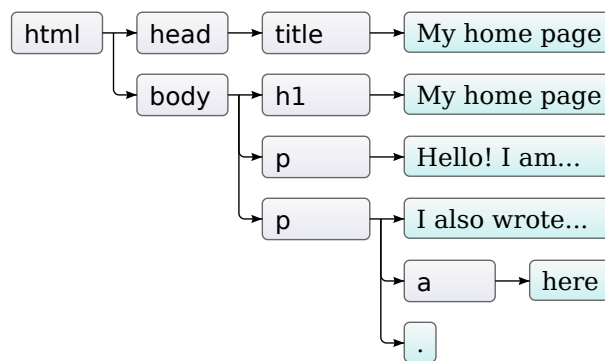 html head title My home page
body h1 My home page
p Hello! I am...
p I also wrote...
a here
.